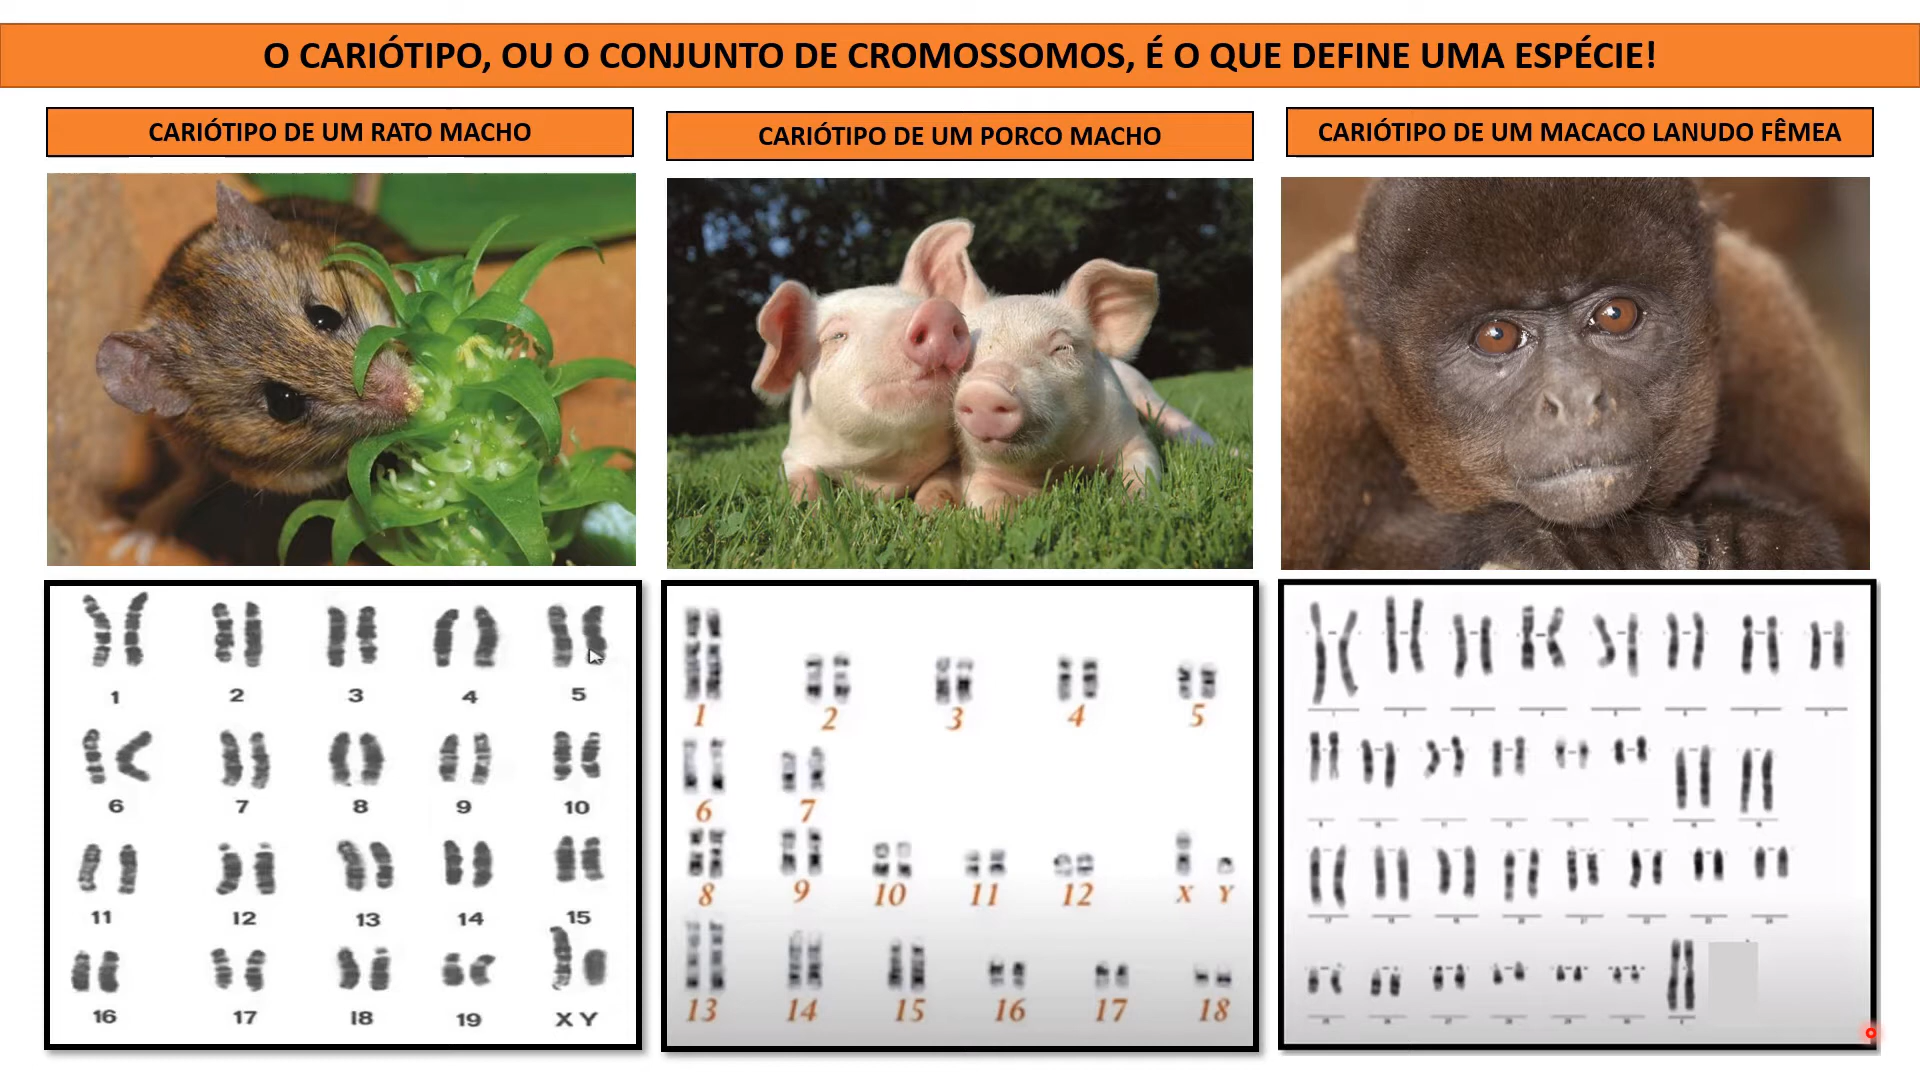 O CARIÓTIPO, OU O CONJUNTO DE CROMOSSOMOS, É O QUE DEFINE UMA ESPÉCIE!
CARIÓTIPO DE UM RATO MACHO
CARIÓTIPO DE UM PORCO MACHO
CARIÓTIPO DE UM MACACO LANUDO FÊMEA
1 2 3 4 5
6 7 8 9 10
11 12 13 14 15
16 17 18 19 X Y
1 2 3 4 5
6 7
8 9 10 11 12 X Y
13 14 15 16 17 18